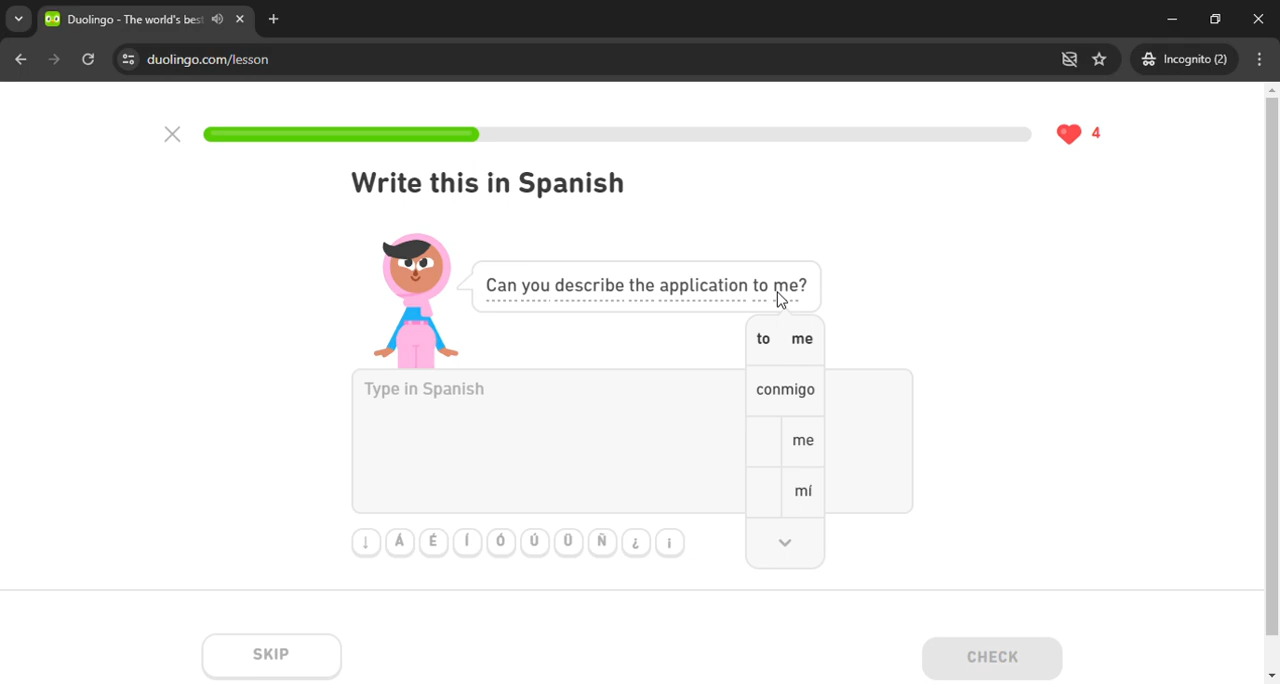 Duolingo - The world's best
duolingo.com/lesson
Incognito (2)
4
Write this in Spanish
Can you describe the application to me?
to me
conmigo
me
mí
Type in Spanish
↓ Á É Í Ó Ú Ü Ñ ¿ ¡
SKIP
CHECK